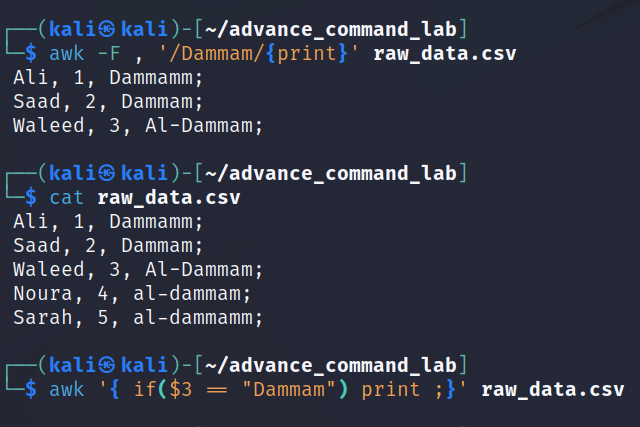 ┌──(kali㉿kali)-[~/advance_command_lab]
└─$ awk -F , '/Dammam/{print}' raw_data.csv
Ali, 1, Dammamm;
Saad, 2, Dammam;
Waleed, 3, Al-Dammam;
┌──(kali㉿kali)-[~/advance_command_lab]
└─$ cat raw_data.csv
Ali, 1, Dammamm;
Saad, 2, Dammam;
Waleed, 3, Al-Dammam;
Noura, 4, al-dammam;
Sarah, 5, al-dammamm;
┌──(kali㉿kali)-[~/advance_command_lab]
└─$ awk '{ if($3 == "Dammam") print ;}' raw_data.csv